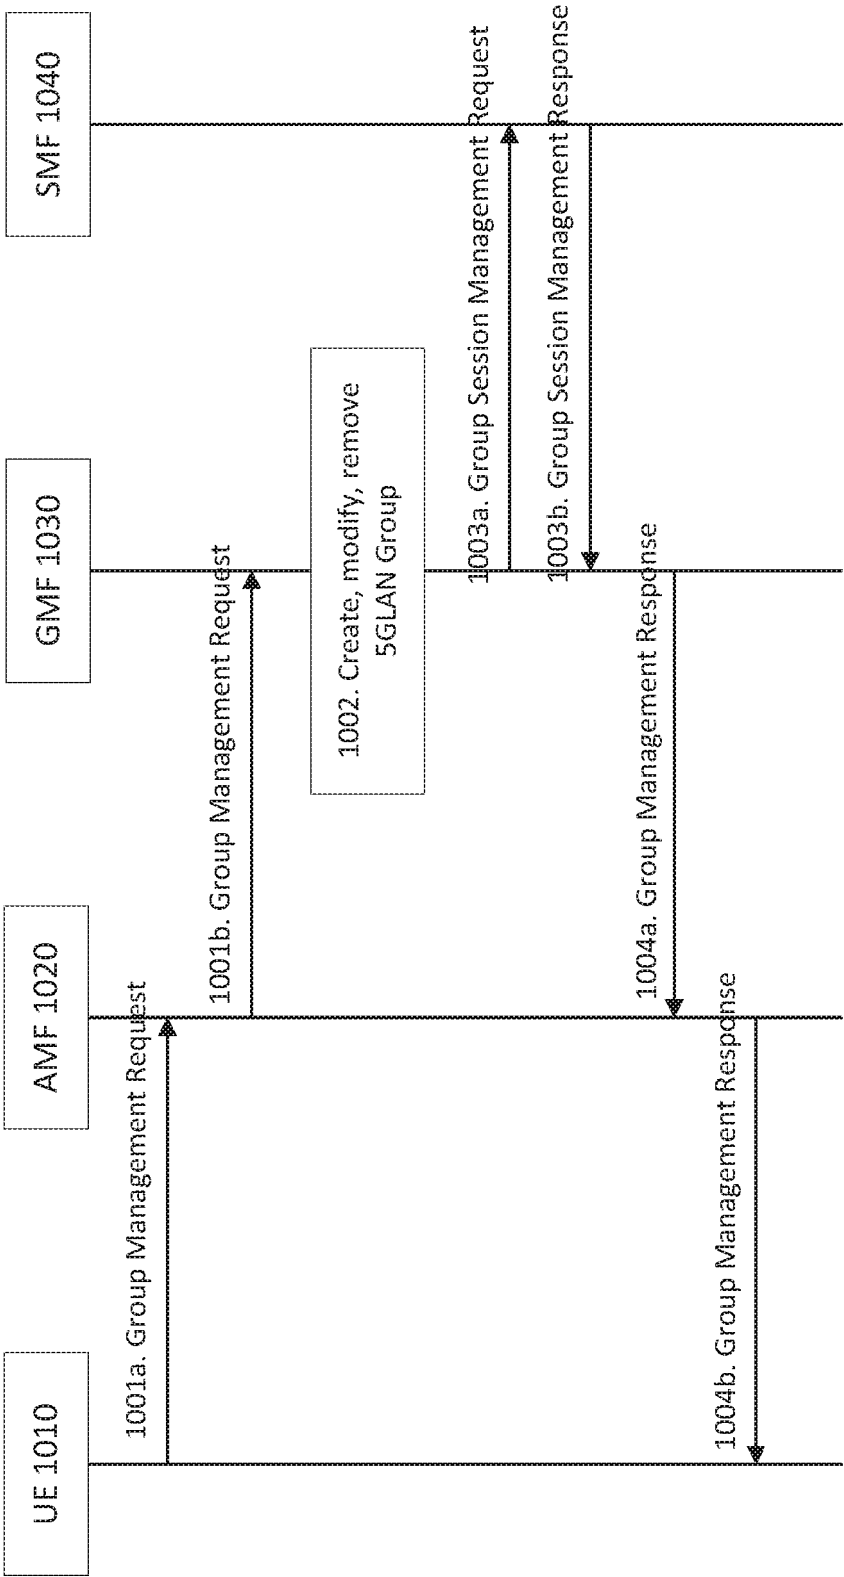 UE 1010
AMF 1020
GMF 1030
SMF 1040
1001a. Group Management Request
1001b. Group Management Request
1002. Create, modify, remove
5GLAN Group
1003a. Group Session Management Request
1003b. Group Session Management Response
1004a. Group Management Response
1004b. Group Management Response